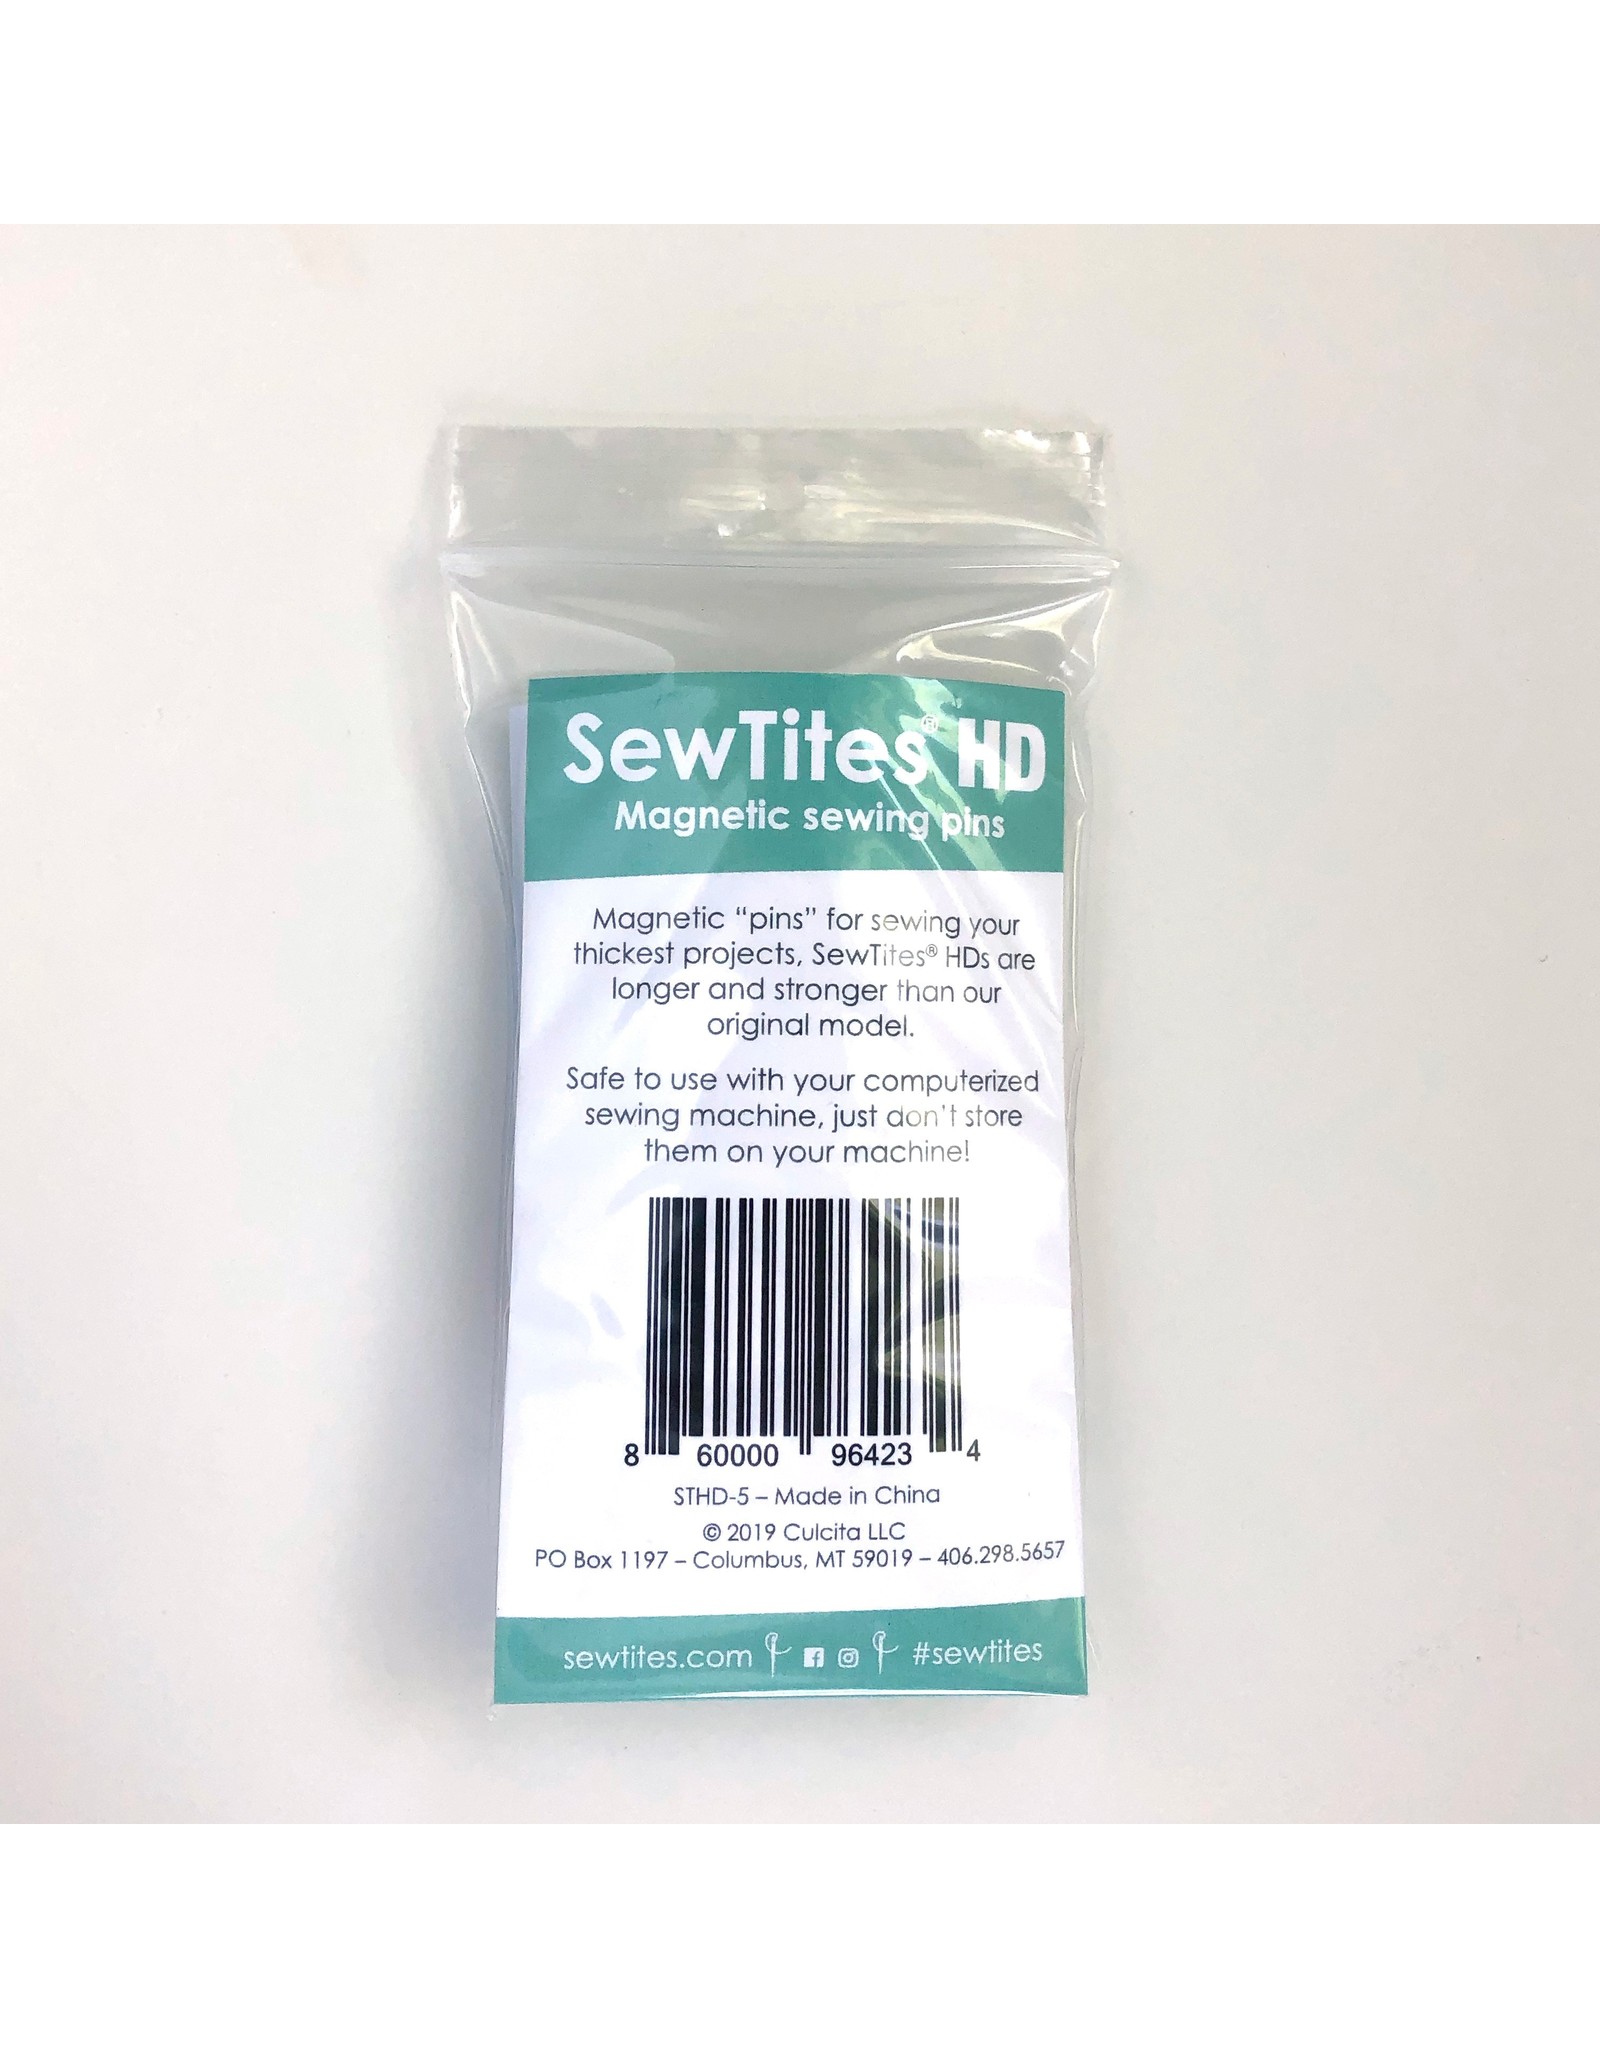 SewTites® HD
Magnetic sewing pins
Magnetic “pins” for sewing your
thickest projects, SewTites® HDs are
longer and stronger than our
original model.
Safe to use with your computerized
sewing machine, just don't store
them on your machine!
8 60000 96423 4
STHD-5 – Made in China
© 2019 Culcita LLC
PO Box 1197 – Columbus, MT 59019 – 406.298.5657
sewtites.com #sewtites